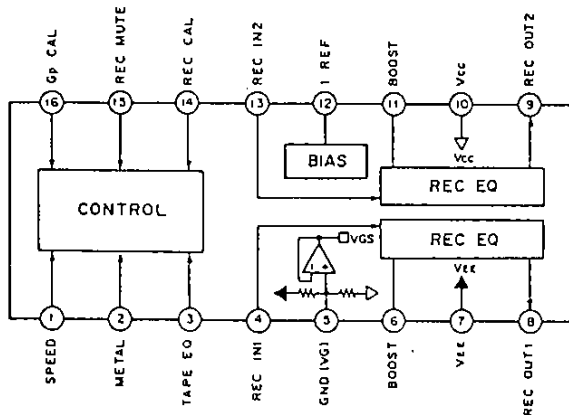 Gp CAL
REC MUTE
REC CAL
REC IN2
I REF
BOOST
Vcc
REC OUT2
16
15
14
13
12
11
10
9
BIAS
Vcc
REC EQ
CONTROL
REC EQ
VGS
- +
VEE
1
2
3
4
5
6
7
8
SPEED
METAL
TAPE EQ
REC IN1
GND(VG)
BOOST
VEE
REC OUT1